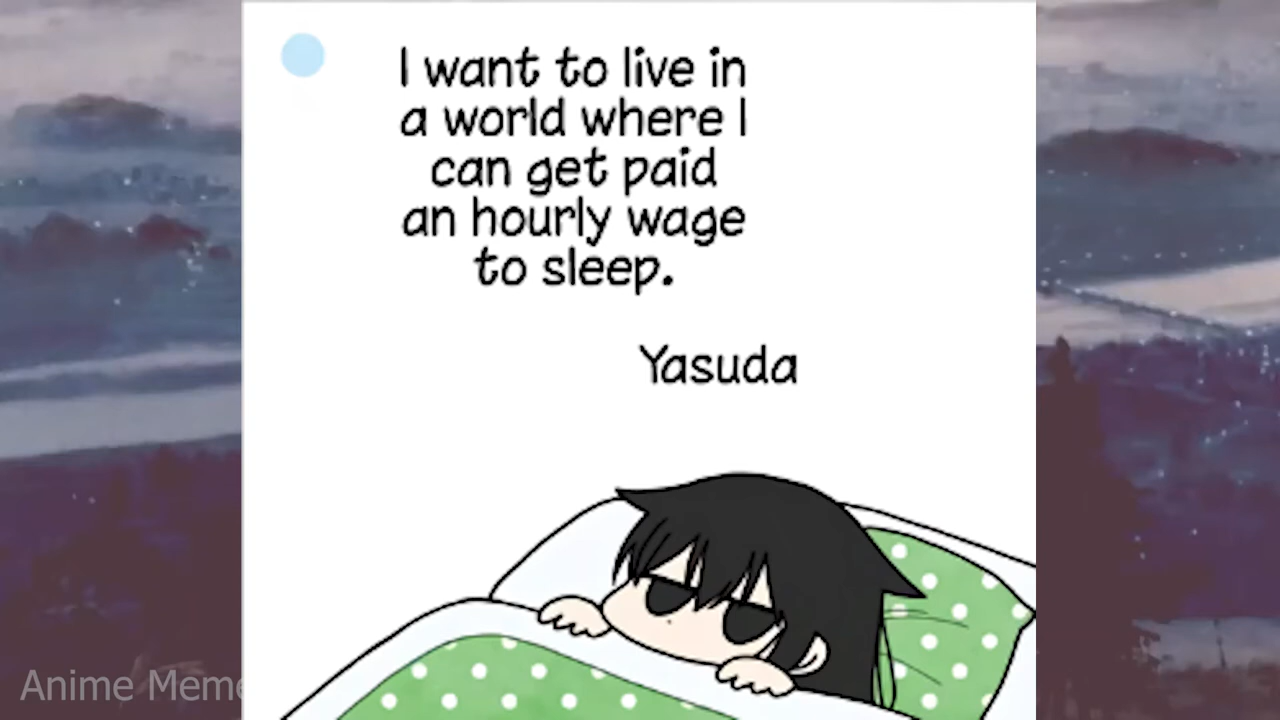 I want to live in
a world where I
can get paid
an hourly wage
to sleep.
Yasuda
Anime Meme